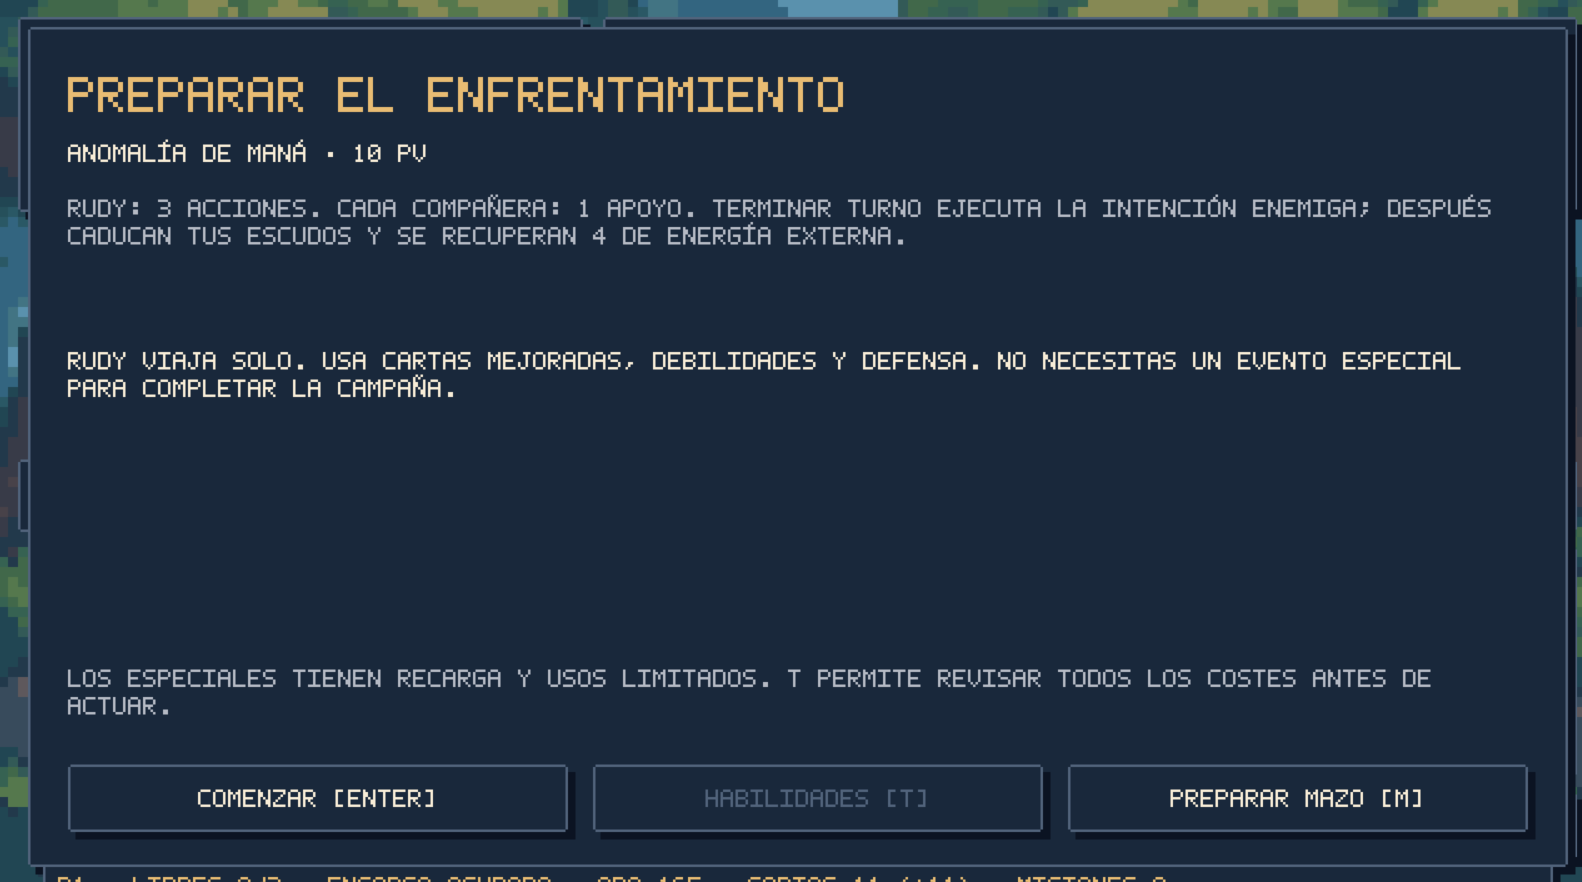 PREPARAR EL ENFRENTAMIENTO
ANOMALÍA DE MANÁ · 10 PV
RUDY: 3 ACCIONES. CADA COMPAÑERA: 1 APOYO. TERMINAR TURNO EJECUTA LA INTENCIÓN ENEMIGA; DESPUÉS
CADUCAN TUS ESCUDOS Y SE RECUPERAN 4 DE ENERGÍA EXTERNA.
RUDY VIAJA SOLO. USA CARTAS MEJORADAS, DEBILIDADES Y DEFENSA. NO NECESITAS UN EVENTO ESPECIAL
PARA COMPLETAR LA CAMPAÑA.
LOS ESPECIALES TIENEN RECARGA Y USOS LIMITADOS. T PERMITE REVISAR TODOS LOS COSTES ANTES DE
ACTUAR.
COMENZAR [ENTER]
HABILIDADES [T]
PREPARAR MAZO [M]